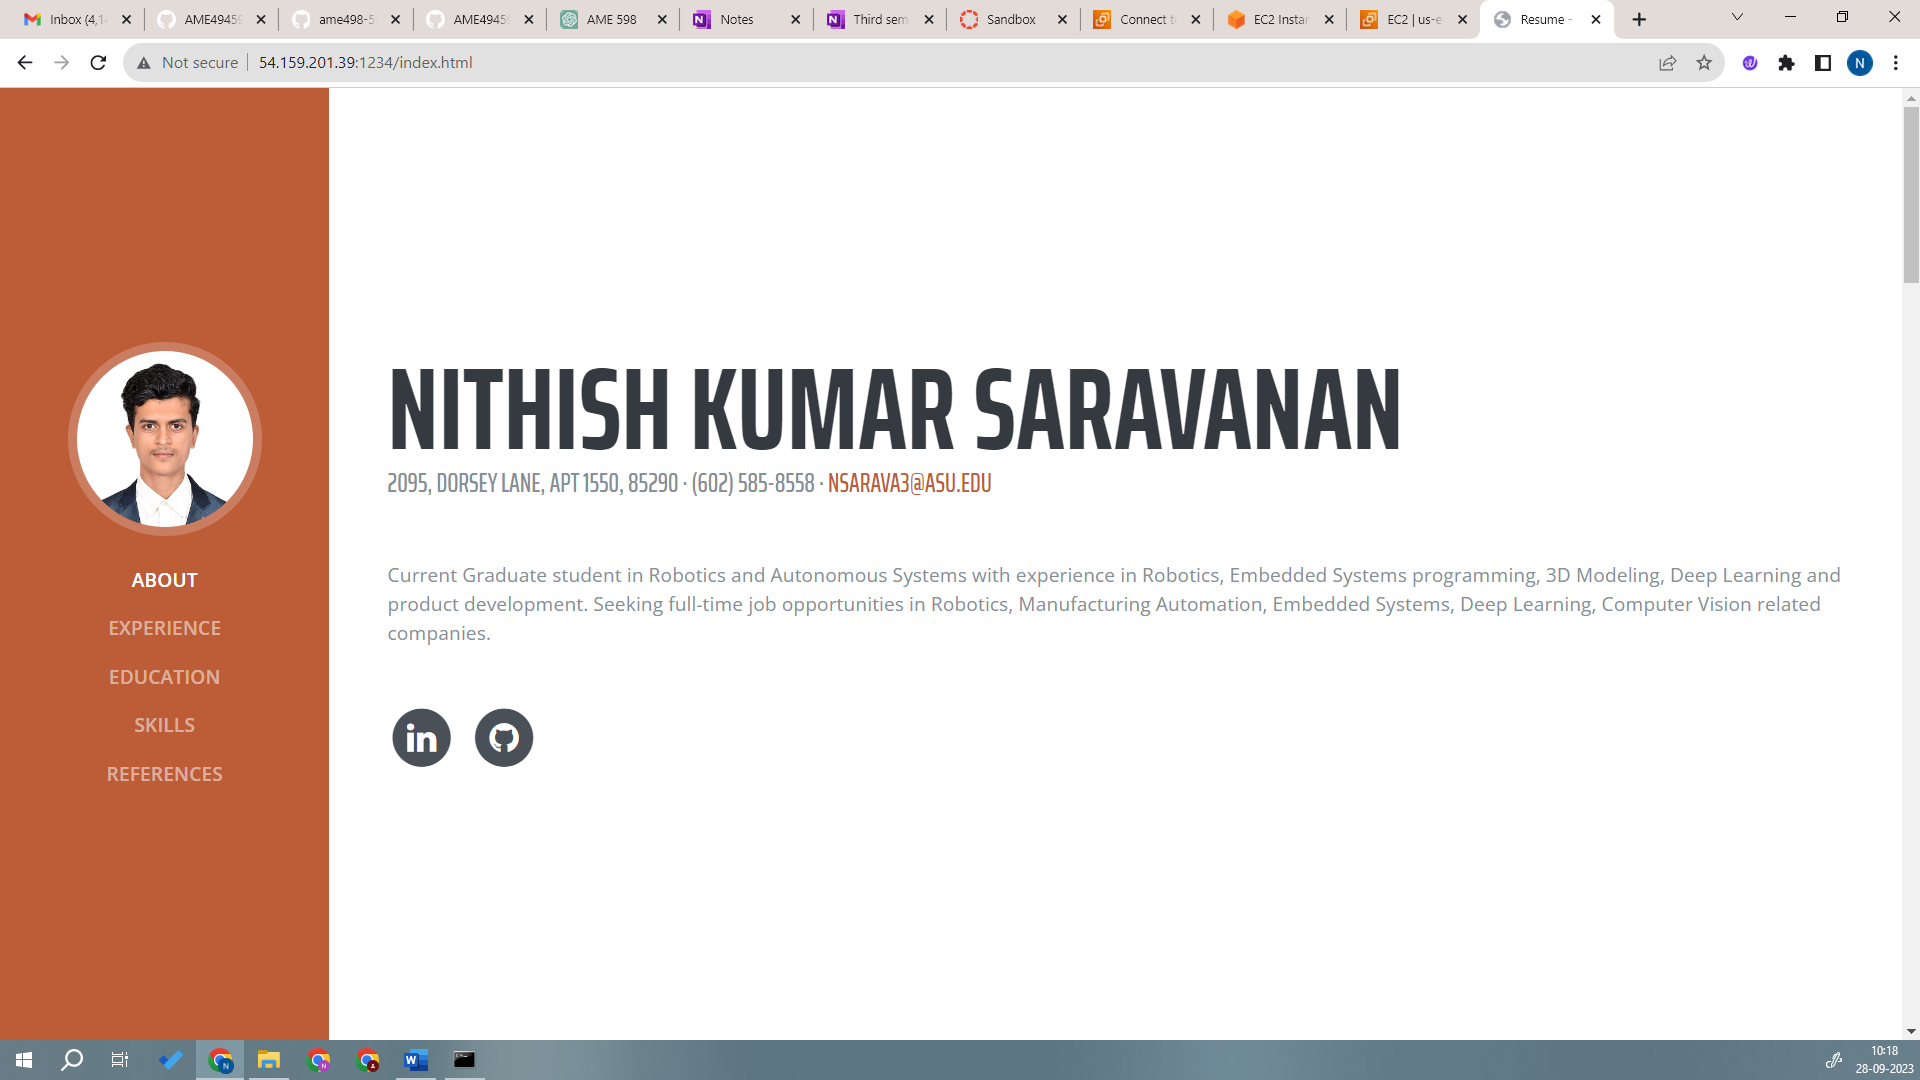 Inbox (4,1
AME4945
ame498-5
AME4945
AME 598
Notes
Third sem
Sandbox
Connect t
EC2 Instan
EC2 | us-e
Resume -
Not secure
54.159.201.39:1234/index.html
N
NITHISH KUMAR SARAVANAN
2095, DORSEY LANE, APT 1550, 85290 · (602) 585-8558 · NSARAVA3@ASU.EDU
Current Graduate student in Robotics and Autonomous Systems with experience in Robotics, Embedded Systems programming, 3D Modeling, Deep Learning and
product development. Seeking full-time job opportunities in Robotics, Manufacturing Automation, Embedded Systems, Deep Learning, Computer Vision related
companies.
in
ABOUT
EXPERIENCE
EDUCATION
SKILLS
REFERENCES
10:18
28-09-2023